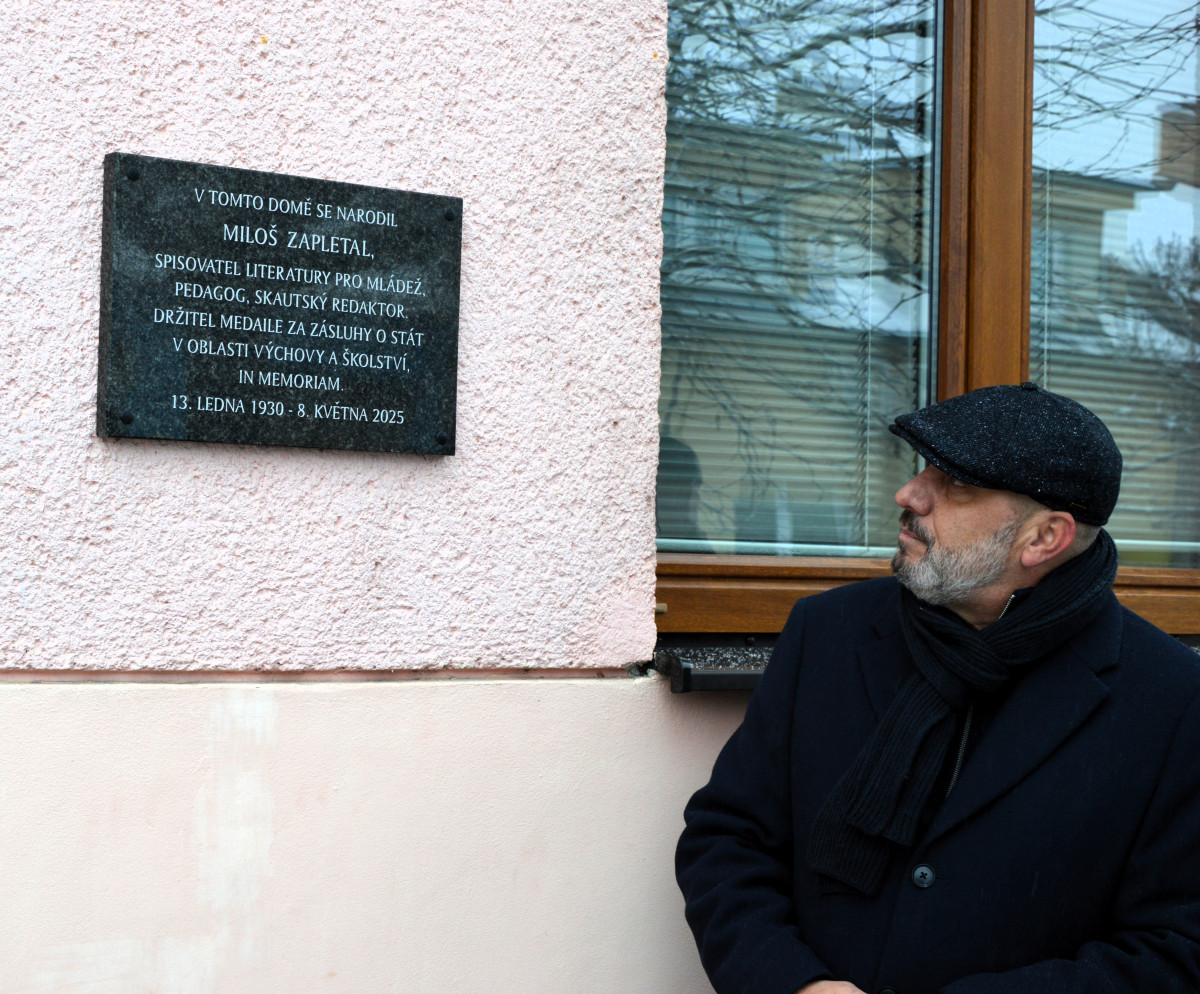 V TOMTO DOMĚ SE NARODIL
MILOŠ ZAPLETAL,
SPISOVATEL LITERATURY PRO MLÁDEŽ,
PEDAGOG, SKAUTSKÝ REDAKTOR.
DRŽITEL MEDAILE ZA ZÁSLUHY O STÁT
V OBLASTI VÝCHOVY A ŠKOLSTVÍ,
IN MEMORIAM.
13. LEDNA 1930 - 8. KVĚTNA 2025